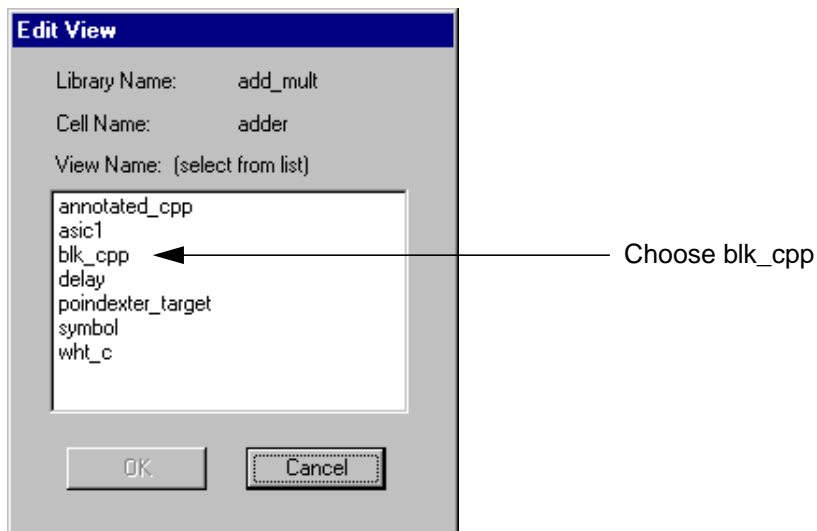 Edit View
Library Name: add_mult
Cell Name: adder
View Name: (select from list)
annotated_cpp
asic1
blk_cpp
Choose blk_cpp
delay
poindexter_target
symbol
wht_c
OK Cancel